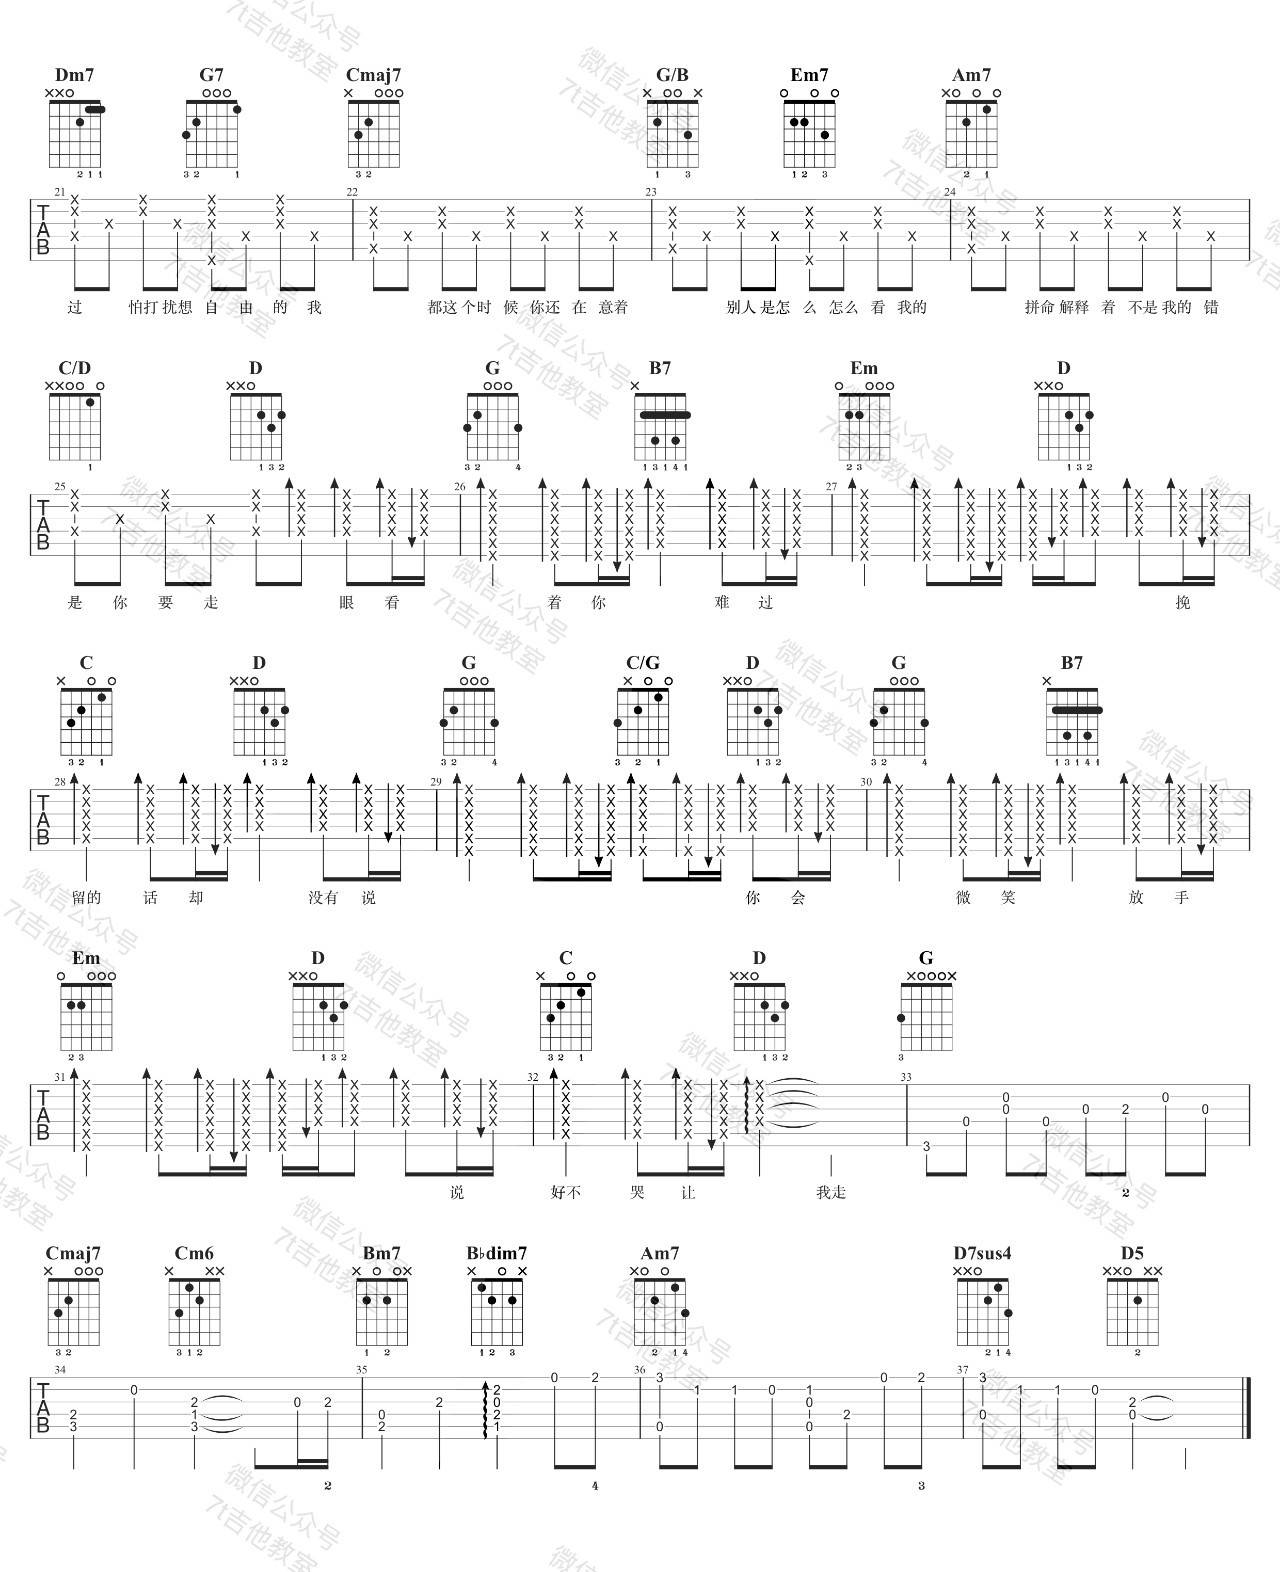 微信公众号
7t吉他教室
Dm7 G7 Cmaj7 G/B Em7 Am7
21 22 23 24
过 怕打扰想自由的我 都这个时候你还在意着 别人是怎么怎么看我的 拼命解释着不是我的错
C/D D G B7 Em D
25 26 27
是你要走 眼看 着你 难过 挽
C D G C/G D G B7
28 29 30
留的 话却 没有说 你会 微笑 放手
Em D C D G
31 32 33
说 好不哭让 我走
Cmaj7 Cm6 Bm7 B♭dim7 Am7 D7sus4 D5
34 35 36 37